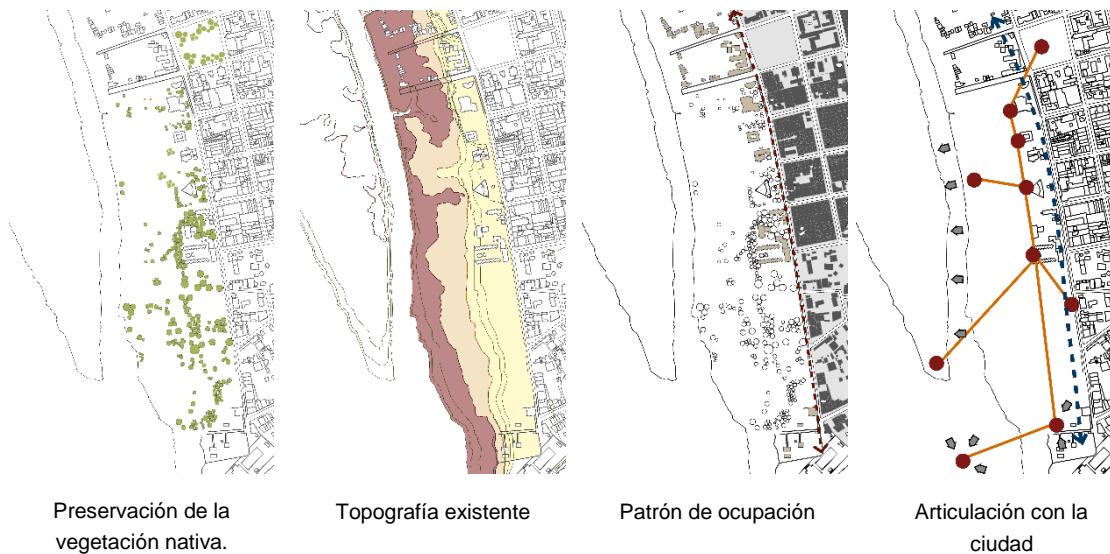 Preservación de la
vegetación nativa.
Topografía existente
Patrón de ocupación
Articulación con la
ciudad